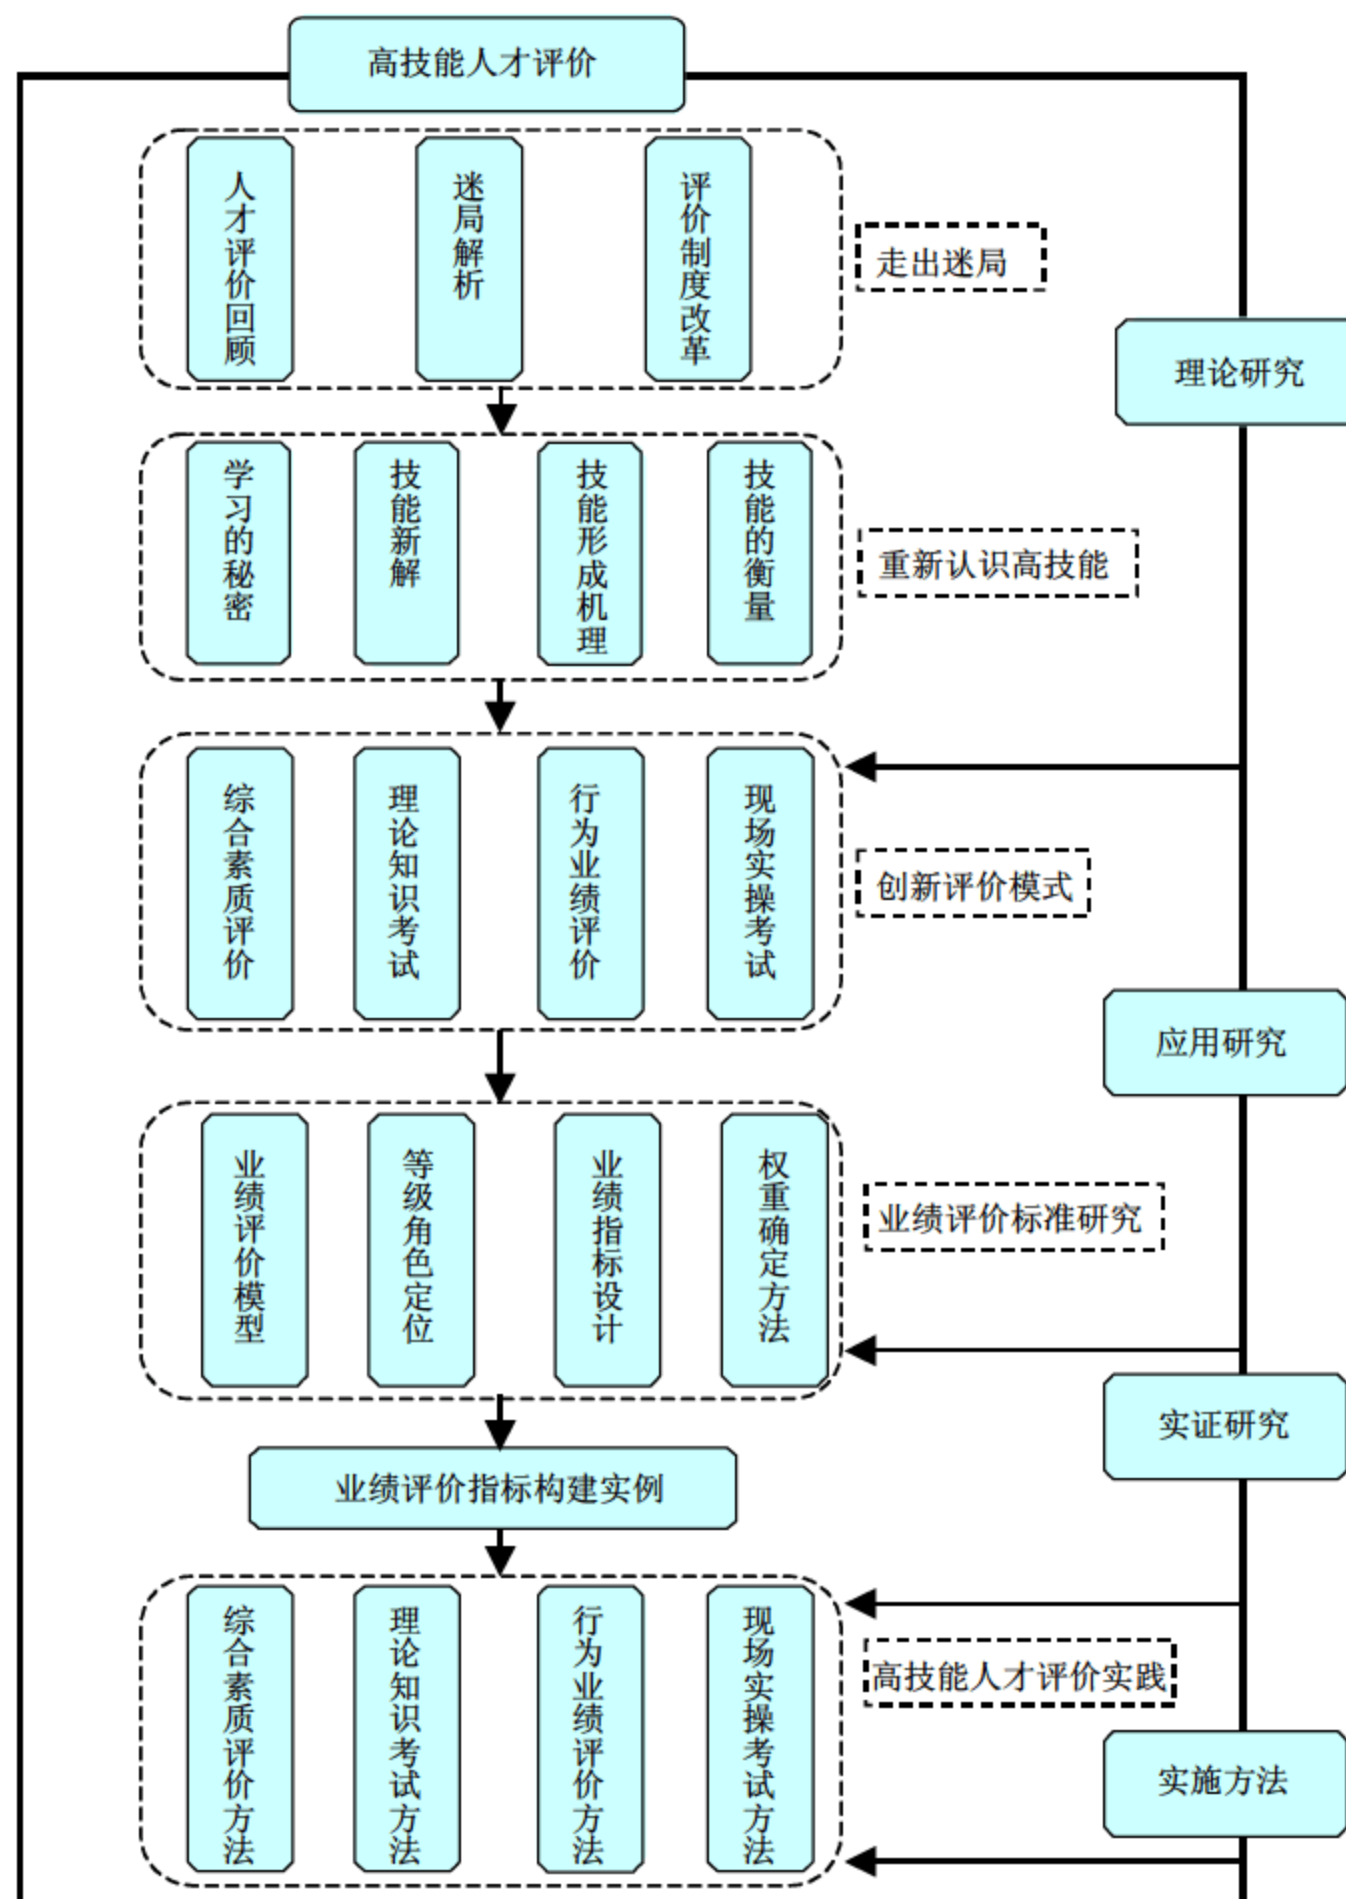 高技能人才评价
人才评价回顾
迷局解析
评价制度改革
走出迷局
理论研究
学习的秘密
技能新解
技能形成机理
技能的衡量
重新认识高技能
综合素质评价
理论知识考试
行为业绩评价
现场实操考试
创新评价模式
应用研究
业绩评价模型
等级角色定位
业绩指标设计
权重确定方法
业绩评价标准研究
实证研究
业绩评价指标构建实例
综合素质评价方法
理论知识考试方法
行为业绩评价方法
现场实操考试方法
高技能人才评价实践
实施方法